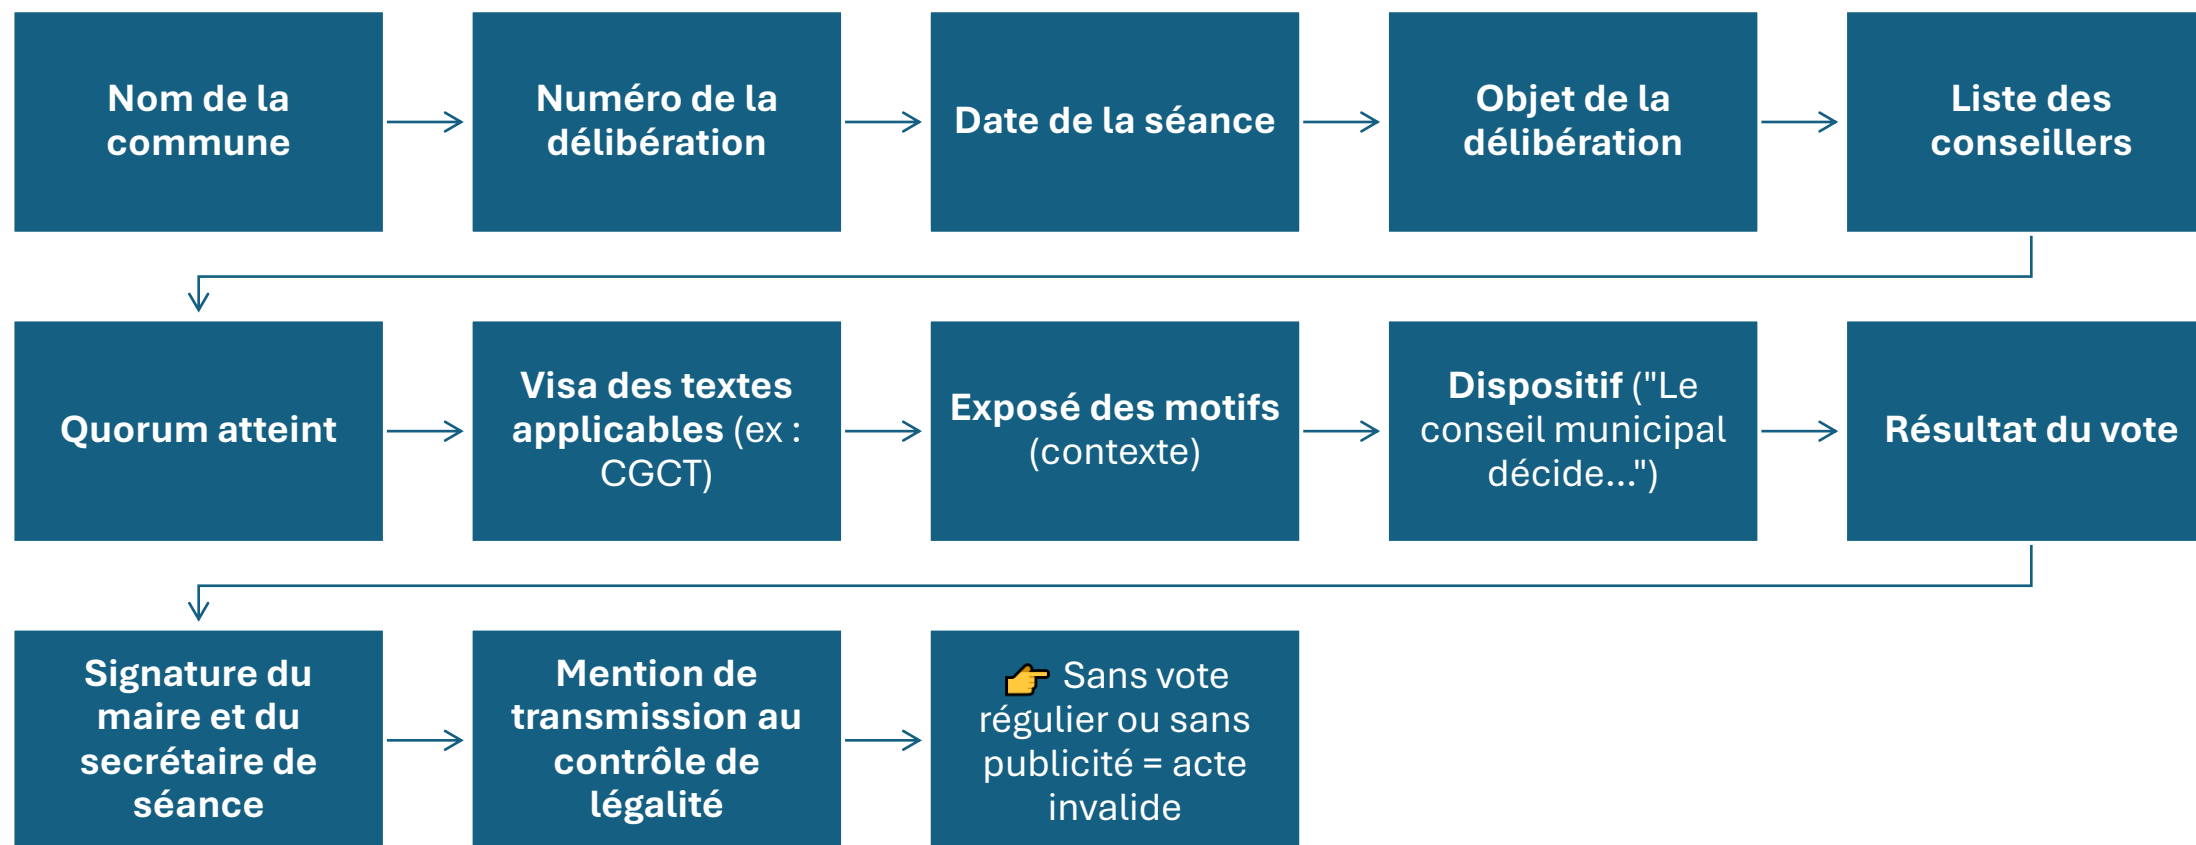 Nom de la
commune
Numéro de la
délibération
Date de la séance
Objet de la
délibération
Liste des
conseillers
Quorum atteint
Visa des textes
applicables (ex :
CGCT)
Exposé des motifs
(contexte)
Dispositif ("Le
conseil municipal
décide...")
Résultat du vote
Signature du
maire et du
secrétaire de
séance
Mention de
transmission au
contrôle de
légalité
👉 Sans vote
régulier ou sans
publicité = acte
invalide